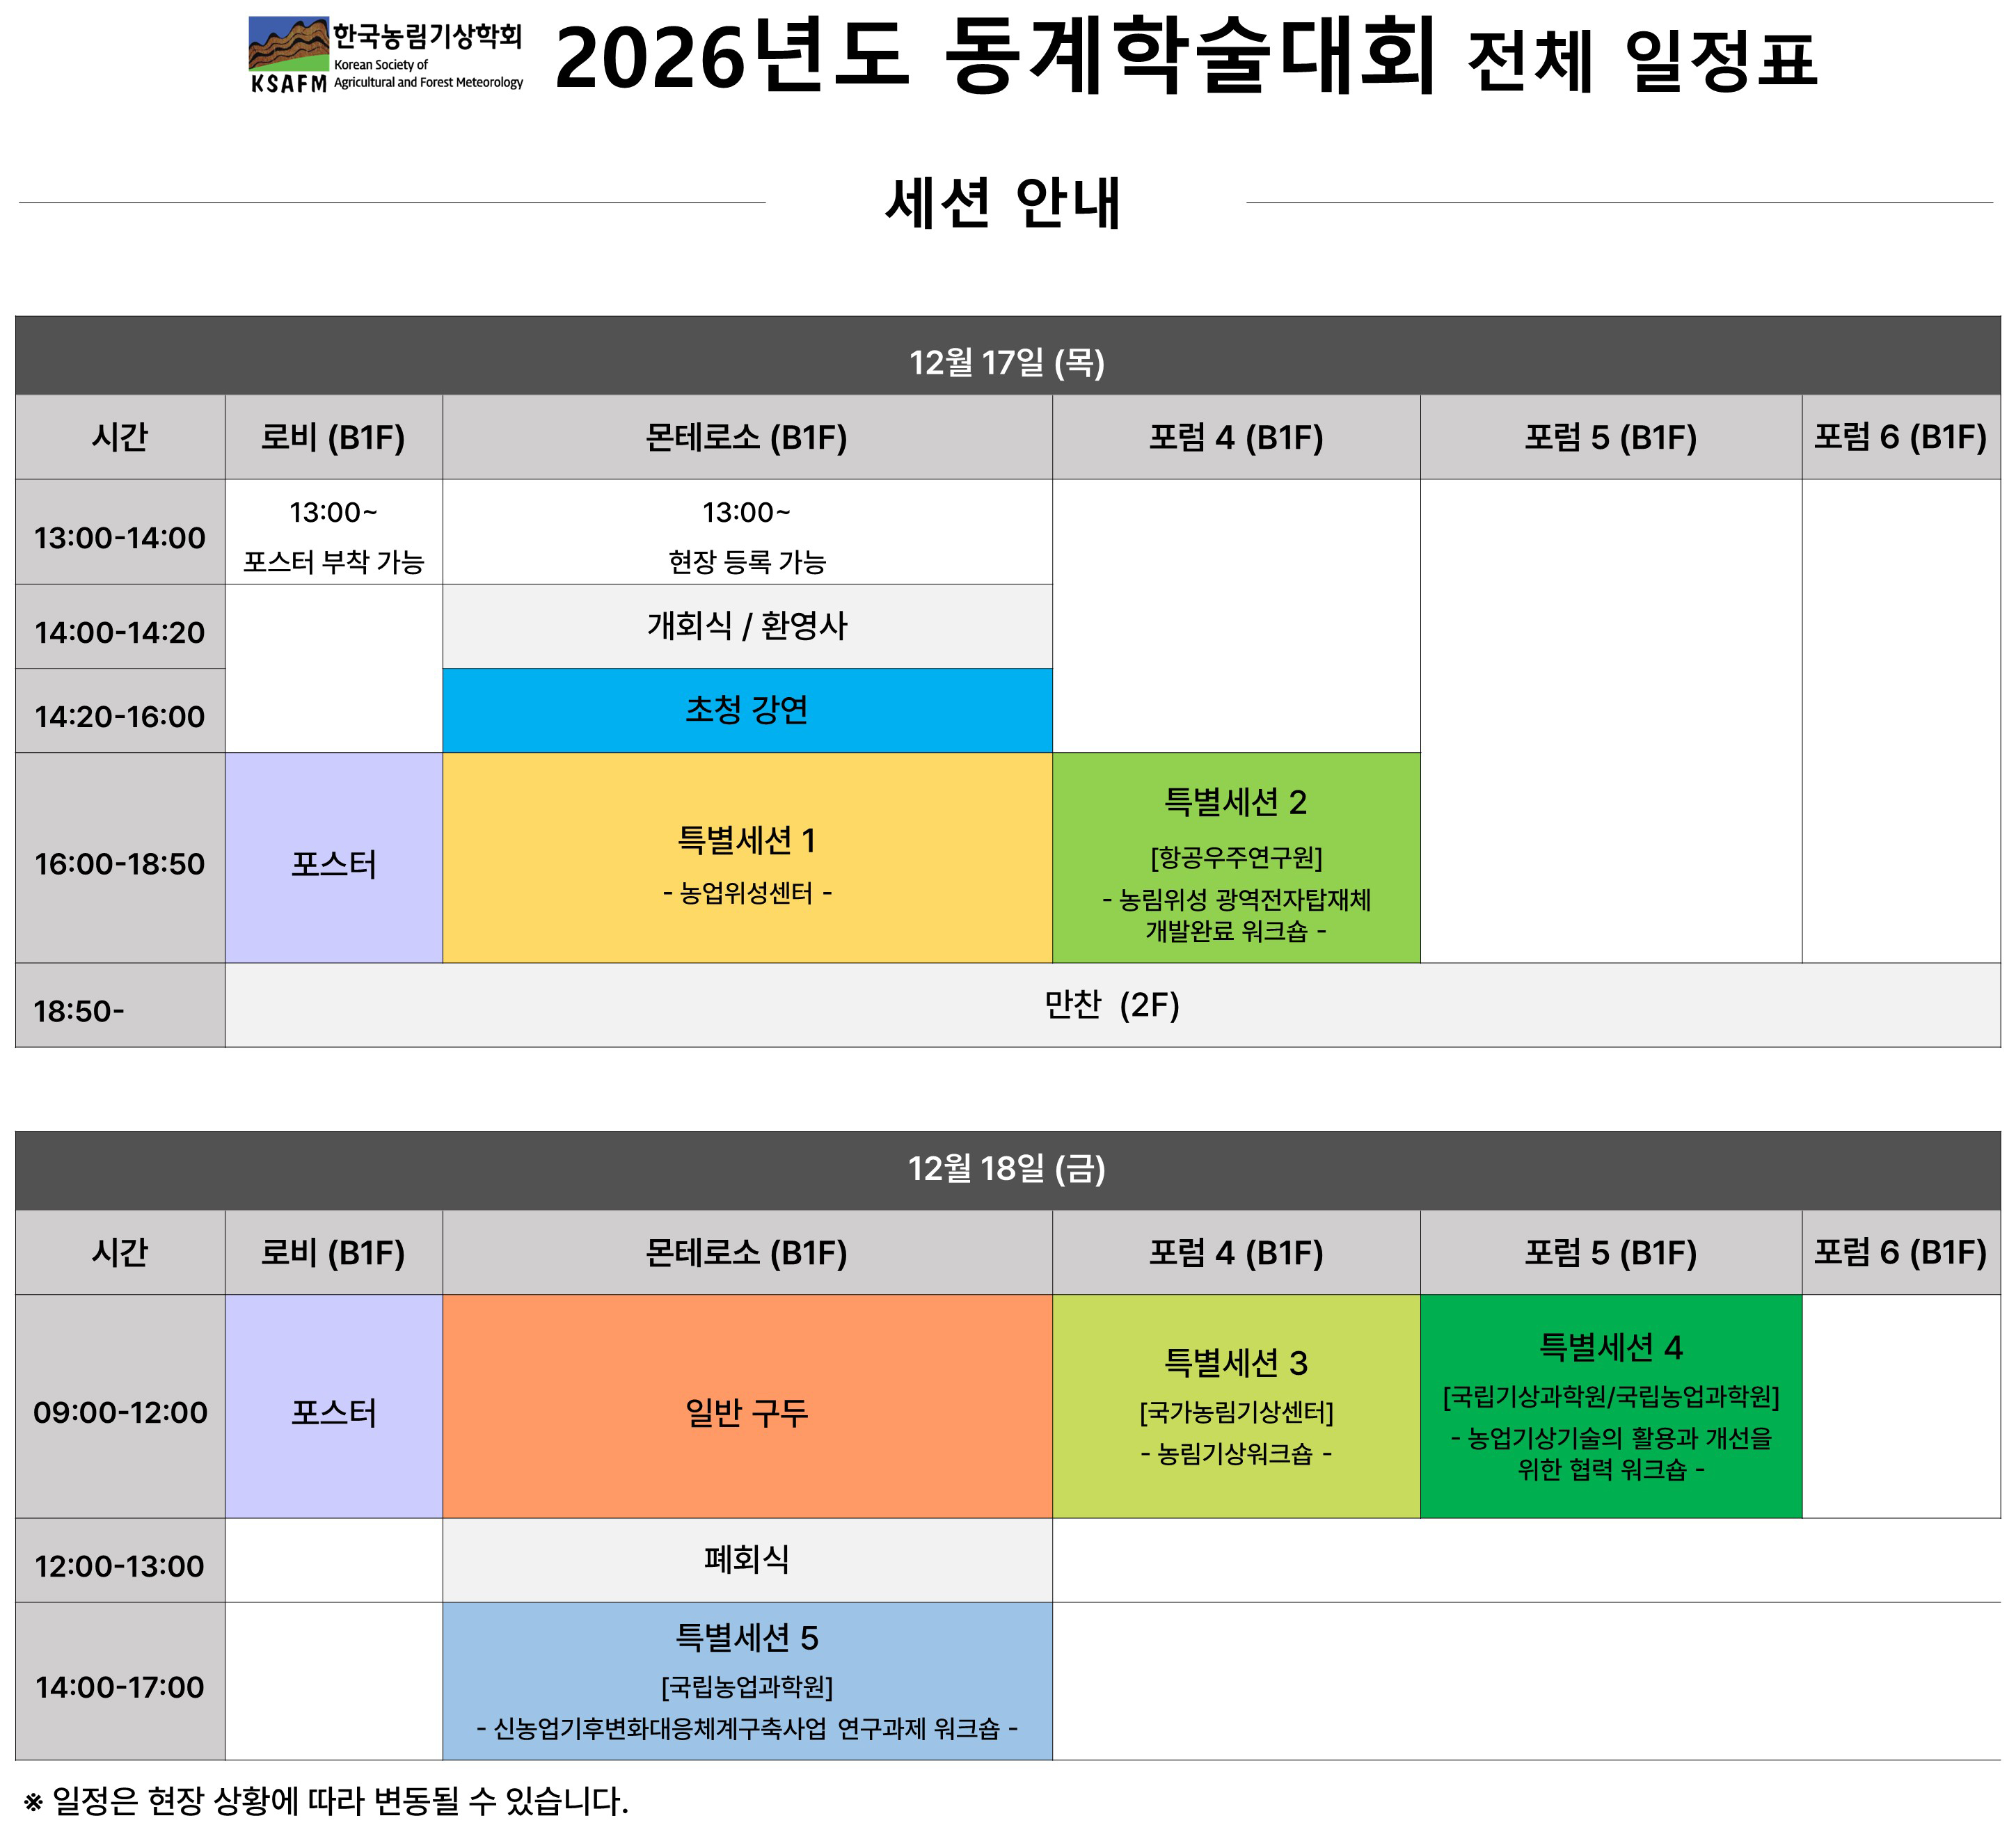 한국농림기상학회
Korean Society of
Agricultural and Forest Meteorology
KSAFM
2026년도 동계학술대회 전체 일정표
세션 안내
12월 17일 (목)
시간 로비 (B1F) 몬테로소 (B1F) 포럼 4 (B1F) 포럼 5 (B1F) 포럼 6 (B1F)
13:00-14:00
13:00~
포스터 부착 가능
13:00~
현장 등록 가능
14:00-14:20
개회식 / 환영사
14:20-16:00
초청 강연
16:00-18:50
포스터
특별세션 1
- 농업위성센터 -
특별세션 2
[항공우주연구원]
- 농림위성 광역전자탑재체
개발완료 워크숍 -
18:50-
만찬 (2F)
12월 18일 (금)
시간 로비 (B1F) 몬테로소 (B1F) 포럼 4 (B1F) 포럼 5 (B1F) 포럼 6 (B1F)
09:00-12:00
포스터
일반 구두
특별세션 3
[국가농림기상센터]
- 농림기상워크숍 -
특별세션 4
[국립기상과학원/국립농업과학원]
- 농업기상기술의 활용과 개선을
위한 협력 워크숍 -
12:00-13:00
폐회식
14:00-17:00
특별세션 5
[국립농업과학원]
- 신농업기후변화대응체계구축사업 연구과제 워크숍 -
※ 일정은 현장 상황에 따라 변동될 수 있습니다.